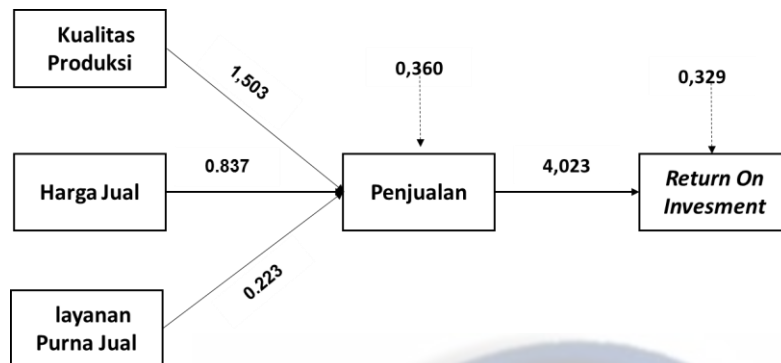 Kualitas
Produksi
1,503
0,360
0,329
Harga Jual
0.837
Penjualan
4,023
Return On
Invesment
0.223
layanan
Purna Jual